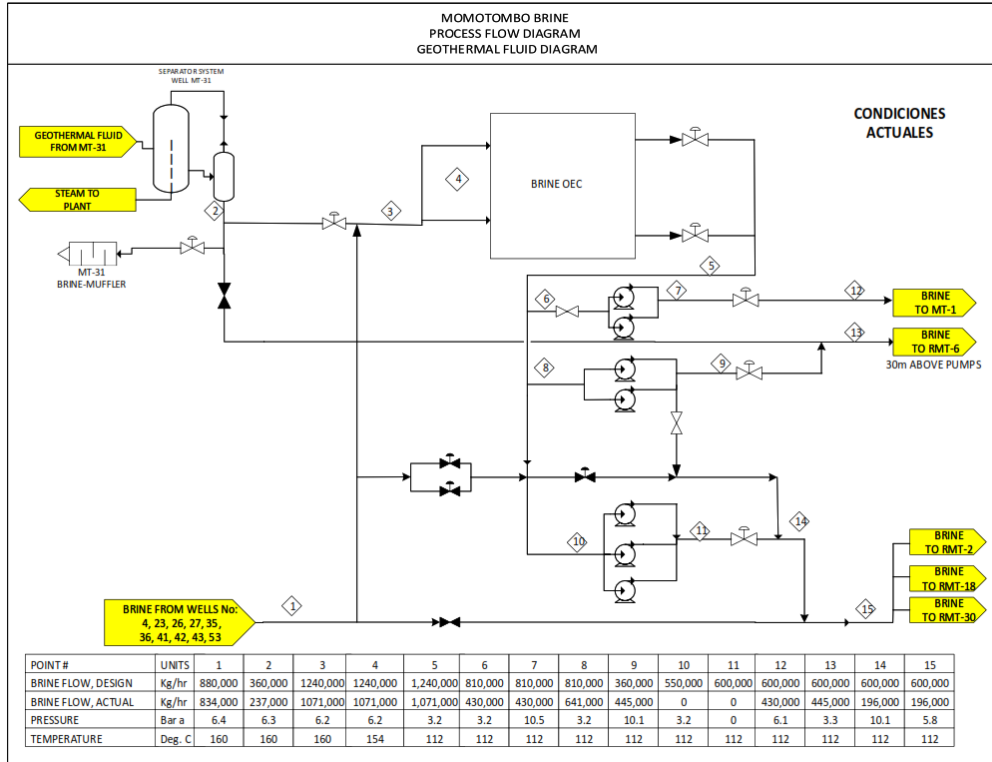 MOMOTOMBO BRINE
PROCESS FLOW DIAGRAM
GEOTHERMAL FLUID DIAGRAM
SEPARATOR SYSTEM
WELL MT-31
CONDICIONES
ACTUALES
GEOTHERMAL FLUID
FROM MT-31
STEAM TO
PLANT
BRINE OEC
4
2
3
MT-31
BRINE-MUFFLER
5
6
7
12
BRINE
TO MT-1
13
BRINE
TO RMT-6
30m ABOVE PUMPS
8
9
10
11
14
BRINE
TO RMT-2
BRINE
TO RMT-18
BRINE
TO RMT-30
15
1
BRINE FROM WELLS No:
4, 23, 26, 27, 35,
36, 41, 42, 43, 53
POINT # UNITS 1 2 3 4 5 6 7 8 9 10 11 12 13 14 15
BRINE FLOW, DESIGN Kg/hr 880,000 360,000 1240,000 1240,000 1,240,000 810,000 810,000 810,000 360,000 550,000 600,000 600,000 600,000 600,000 600,000
BRINE FLOW, ACTUAL Kg/hr 834,000 237,000 1071,000 1071,000 1,071,000 430,000 430,000 641,000 445,000 0 0 430,000 445,000 196,000 196,000
PRESSURE Bar a 6.4 6.3 6.2 6.2 3.2 3.2 10.5 3.2 10.1 3.2 0 6.1 3.3 10.1 5.8
TEMPERATURE Deg. C 160 160 160 154 112 112 112 112 112 112 112 112 112 112 112